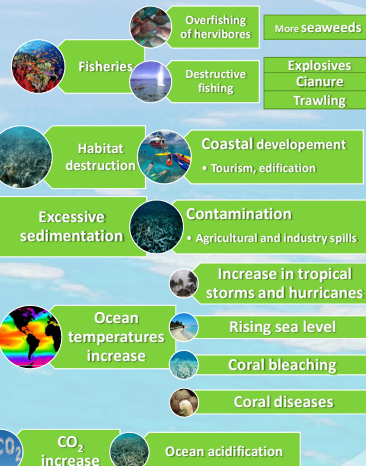 Overfishing
of hervibores
More seaweeds
Fisheries
Destructive
fishing
Explosives
Cianure
Trawling
Habitat
destruction
Coastal developement
• Tourism, edification
Excessive
sedimentation
Contamination
• Agricultural and industry spills
Increase in tropical
storms and hurricanes
Ocean
temperatures
increase
Rising sea level
Coral bleaching
Coral diseases
CO2
CO₂
increase
Ocean acidification